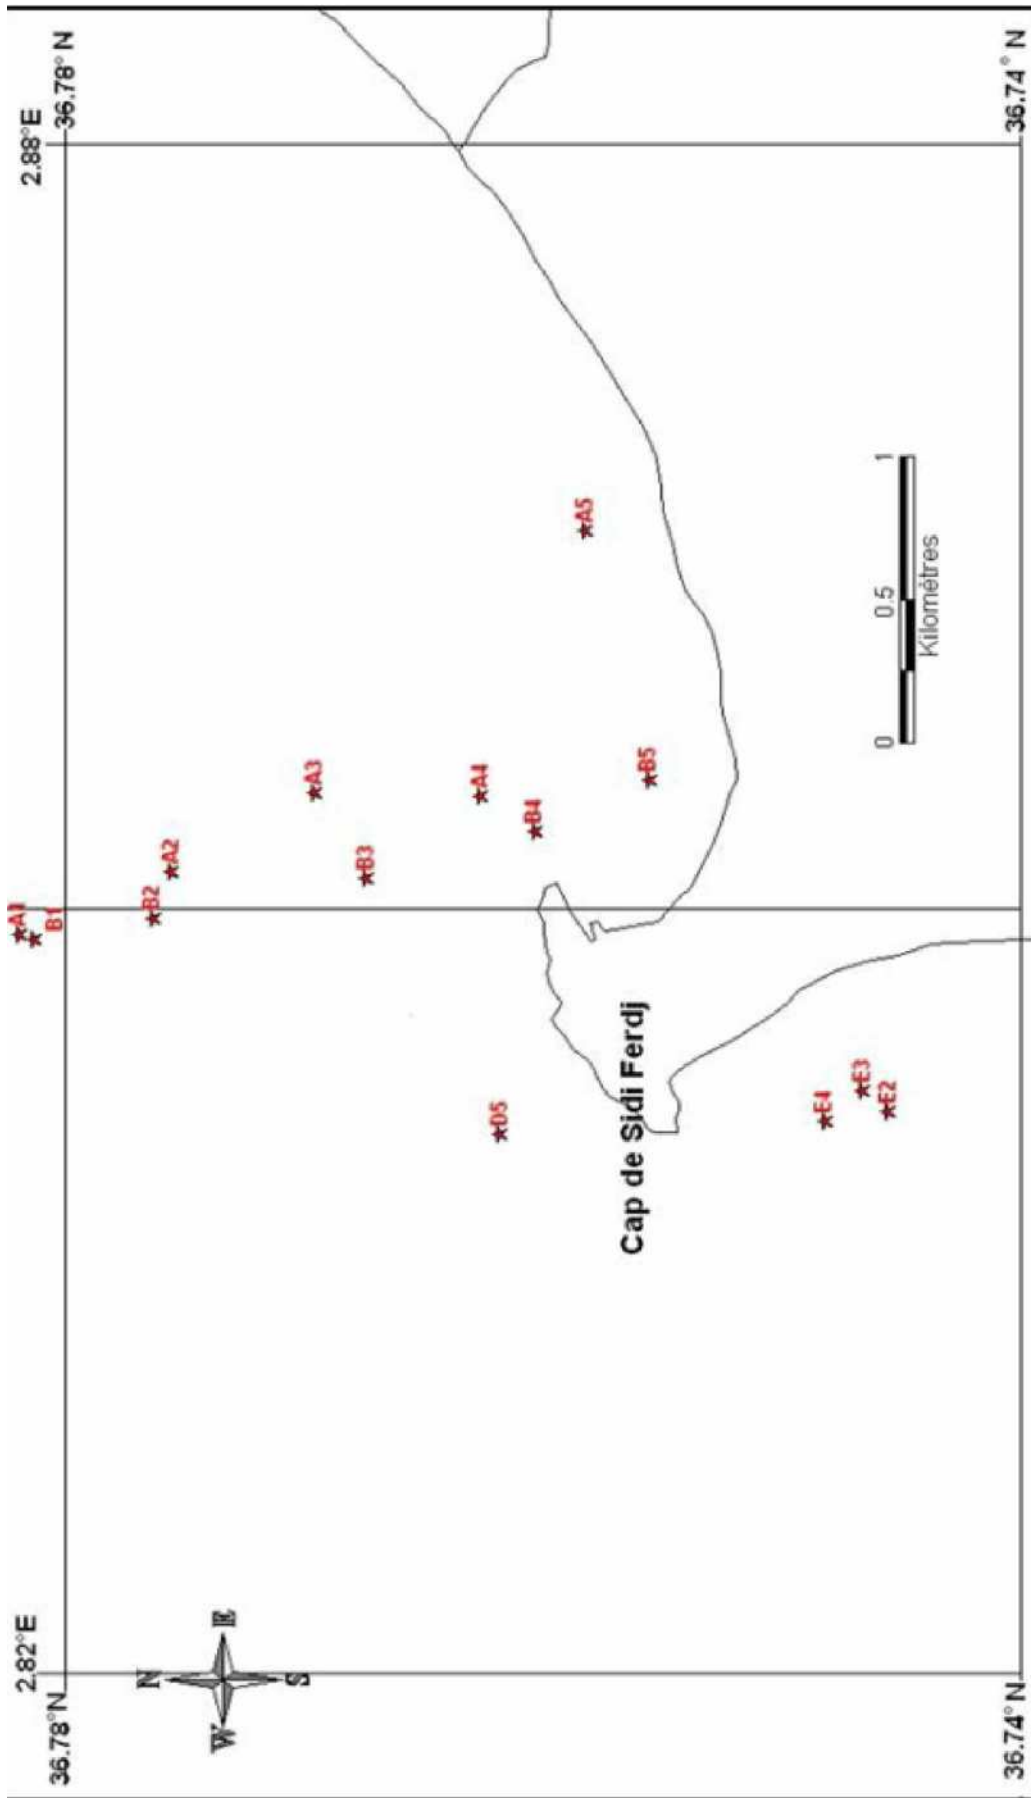 2.82°E
2.88°E
36.78°N
36.78° N
N
W
E
S
A1
B1
B2
A2
A3
B3
A4
B4
D5
A5
B5
Cap de Sidi Ferdj
E4
E3
E2
0
0.5
1
Kilomètres
36.74°N
36.74° N